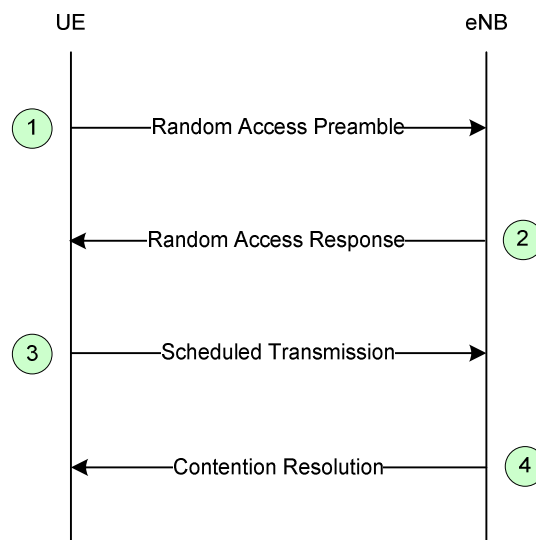 UE
eNB
1
Random Access Preamble
Random Access Response
2
3
Scheduled Transmission
Contention Resolution
4